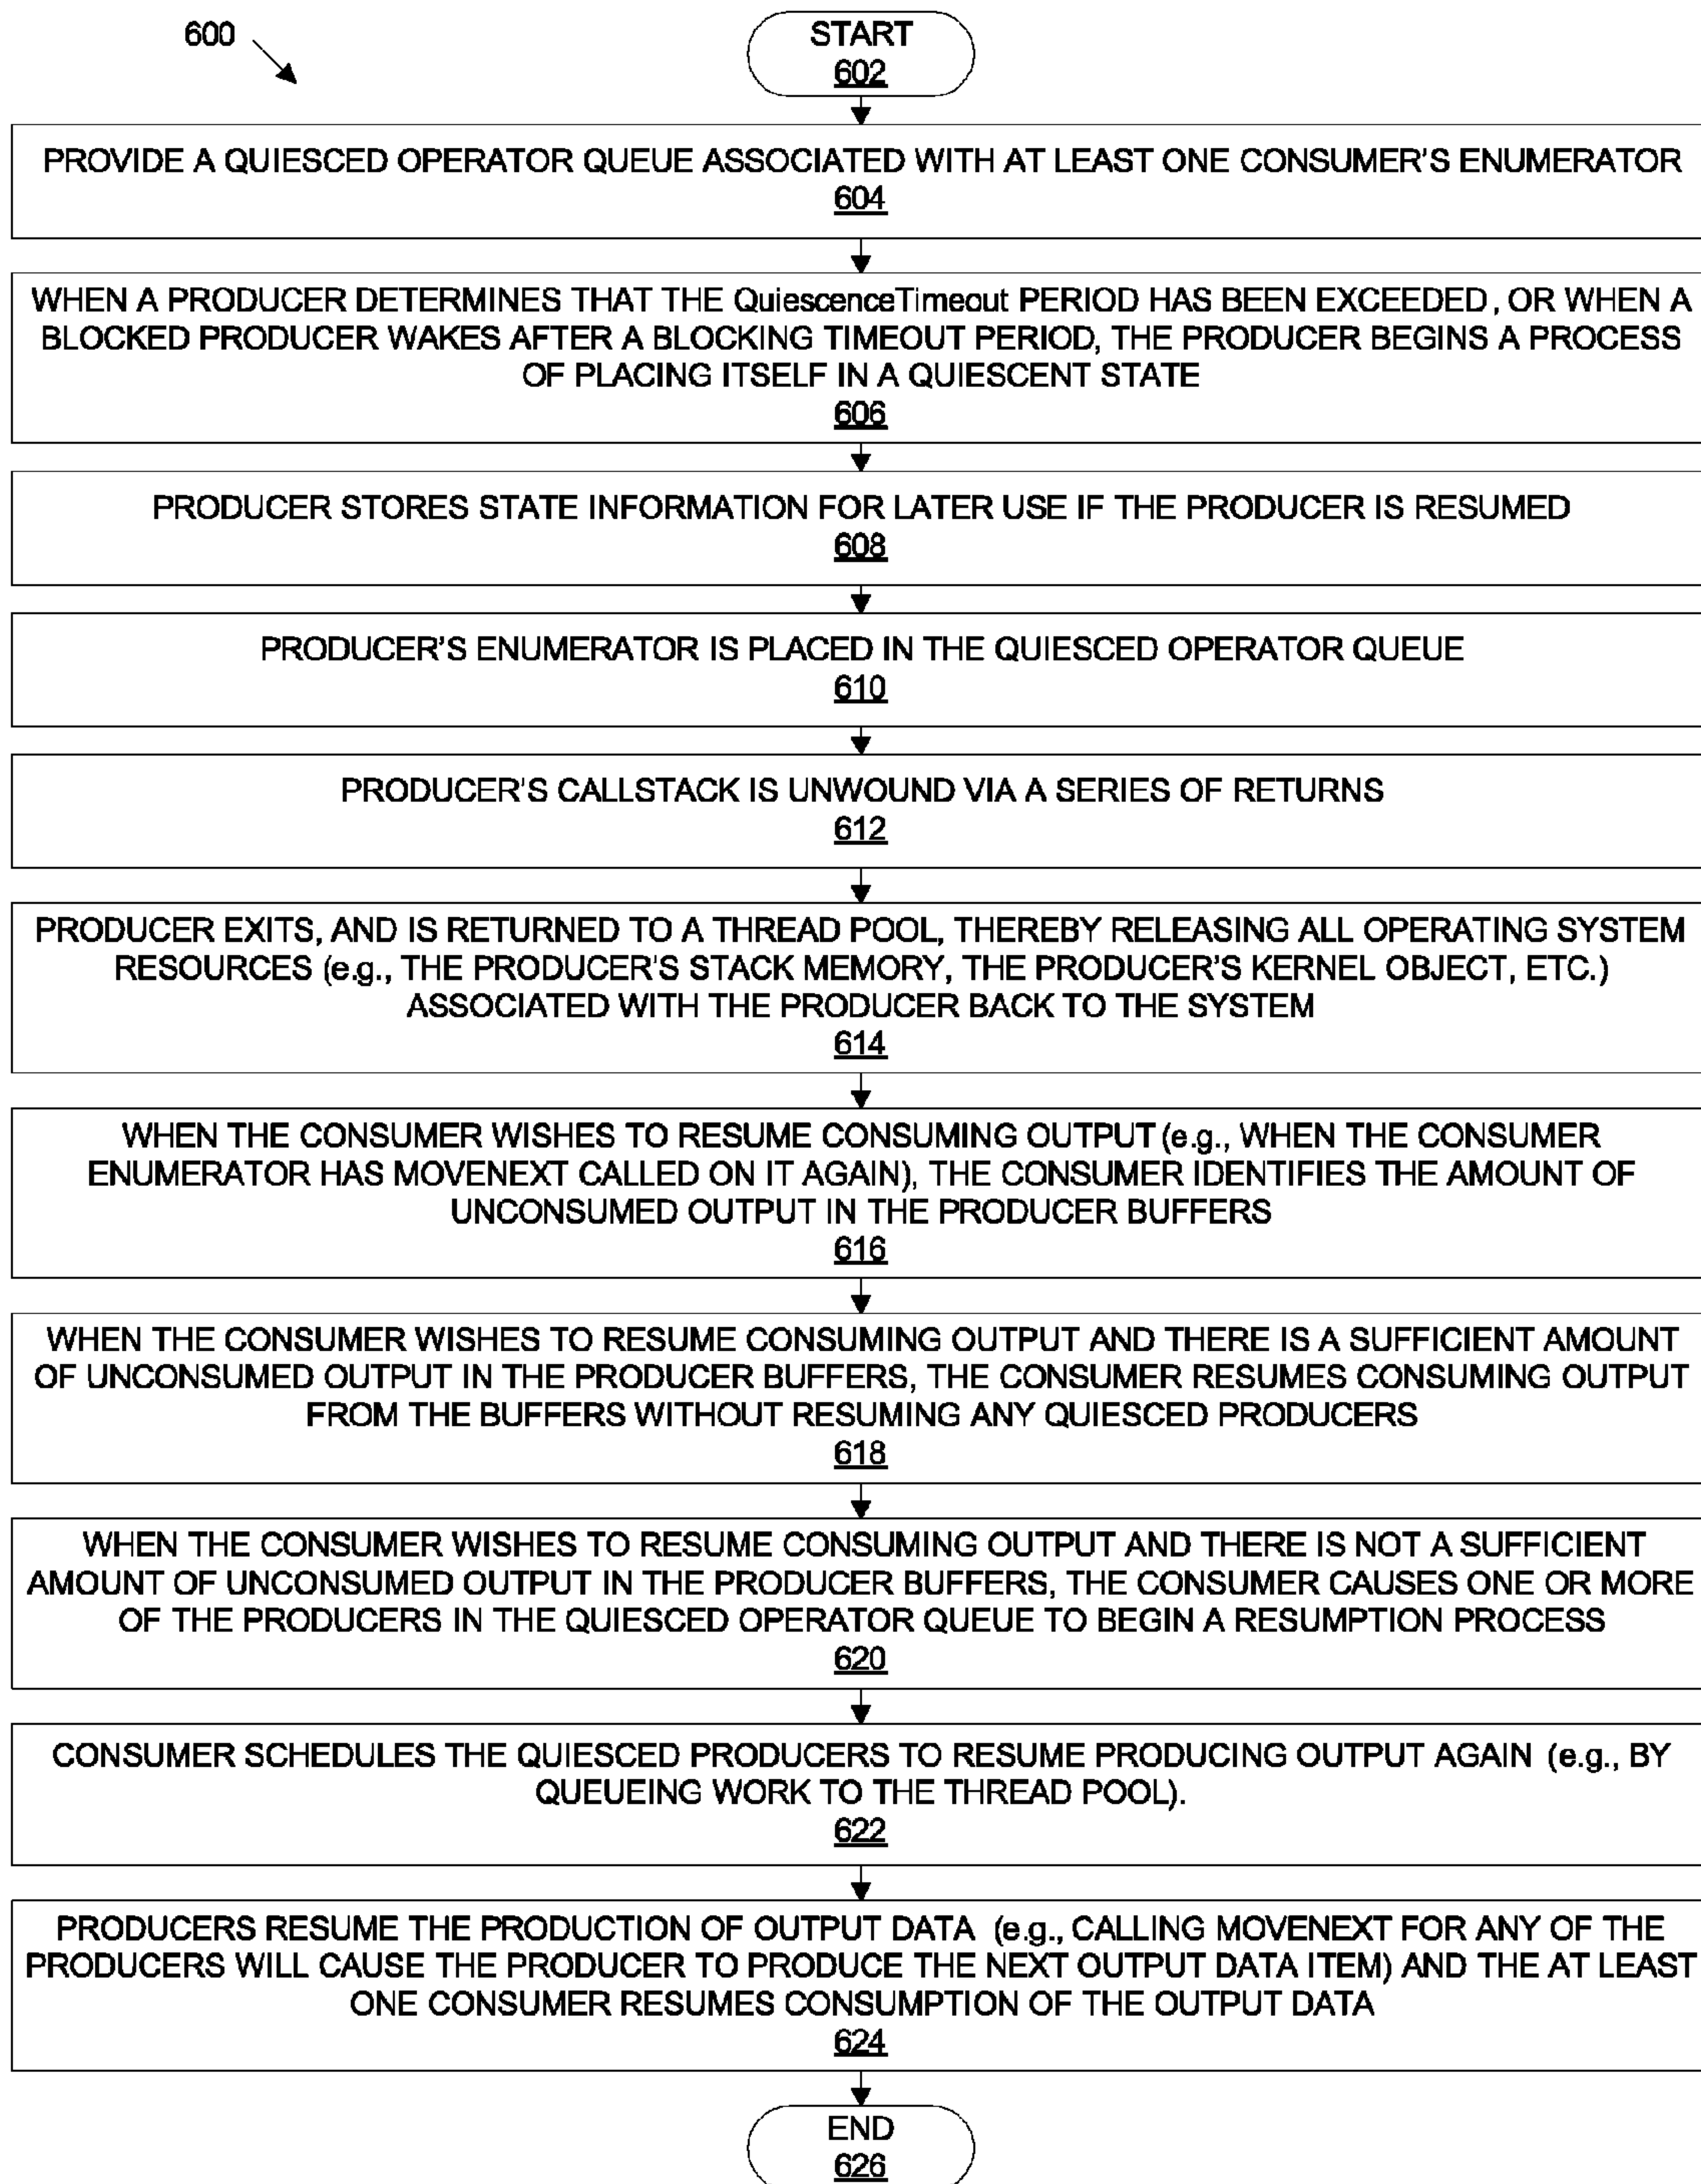 600
START
602
PROVIDE A QUIESCED OPERATOR QUEUE ASSOCIATED WITH AT LEAST ONE CONSUMER'S ENUMERATOR
604
WHEN A PRODUCER DETERMINES THAT THE QuiescenceTimeout PERIOD HAS BEEN EXCEEDED, OR WHEN A
BLOCKED PRODUCER WAKES AFTER A BLOCKING TIMEOUT PERIOD, THE PRODUCER BEGINS A PROCESS
OF PLACING ITSELF IN A QUIESCENT STATE
606
PRODUCER STORES STATE INFORMATION FOR LATER USE IF THE PRODUCER IS RESUMED
608
PRODUCER'S ENUMERATOR IS PLACED IN THE QUIESCED OPERATOR QUEUE
610
PRODUCER'S CALLSTACK IS UNWOUND VIA A SERIES OF RETURNS
612
PRODUCER EXITS, AND IS RETURNED TO A THREAD POOL, THEREBY RELEASING ALL OPERATING SYSTEM
RESOURCES (e.g., THE PRODUCER'S STACK MEMORY, THE PRODUCER'S KERNEL OBJECT, ETC.)
ASSOCIATED WITH THE PRODUCER BACK TO THE SYSTEM
614
WHEN THE CONSUMER WISHES TO RESUME CONSUMING OUTPUT (e.g., WHEN THE CONSUMER
ENUMERATOR HAS MOVENEXT CALLED ON IT AGAIN), THE CONSUMER IDENTIFIES THE AMOUNT OF
UNCONSUMED OUTPUT IN THE PRODUCER BUFFERS
616
WHEN THE CONSUMER WISHES TO RESUME CONSUMING OUTPUT AND THERE IS A SUFFICIENT AMOUNT
OF UNCONSUMED OUTPUT IN THE PRODUCER BUFFERS, THE CONSUMER RESUMES CONSUMING OUTPUT
FROM THE BUFFERS WITHOUT RESUMING ANY QUIESCED PRODUCERS
618
WHEN THE CONSUMER WISHES TO RESUME CONSUMING OUTPUT AND THERE IS NOT A SUFFICIENT
AMOUNT OF UNCONSUMED OUTPUT IN THE PRODUCER BUFFERS, THE CONSUMER CAUSES ONE OR MORE
OF THE PRODUCERS IN THE QUIESCED OPERATOR QUEUE TO BEGIN A RESUMPTION PROCESS
620
CONSUMER SCHEDULES THE QUIESCED PRODUCERS TO RESUME PRODUCING OUTPUT AGAIN (e.g., BY
QUEUEING WORK TO THE THREAD POOL).
622
PRODUCERS RESUME THE PRODUCTION OF OUTPUT DATA (e.g., CALLING MOVENEXT FOR ANY OF THE
PRODUCERS WILL CAUSE THE PRODUCER TO PRODUCE THE NEXT OUTPUT DATA ITEM) AND THE AT LEAST
ONE CONSUMER RESUMES CONSUMPTION OF THE OUTPUT DATA
624
END
626